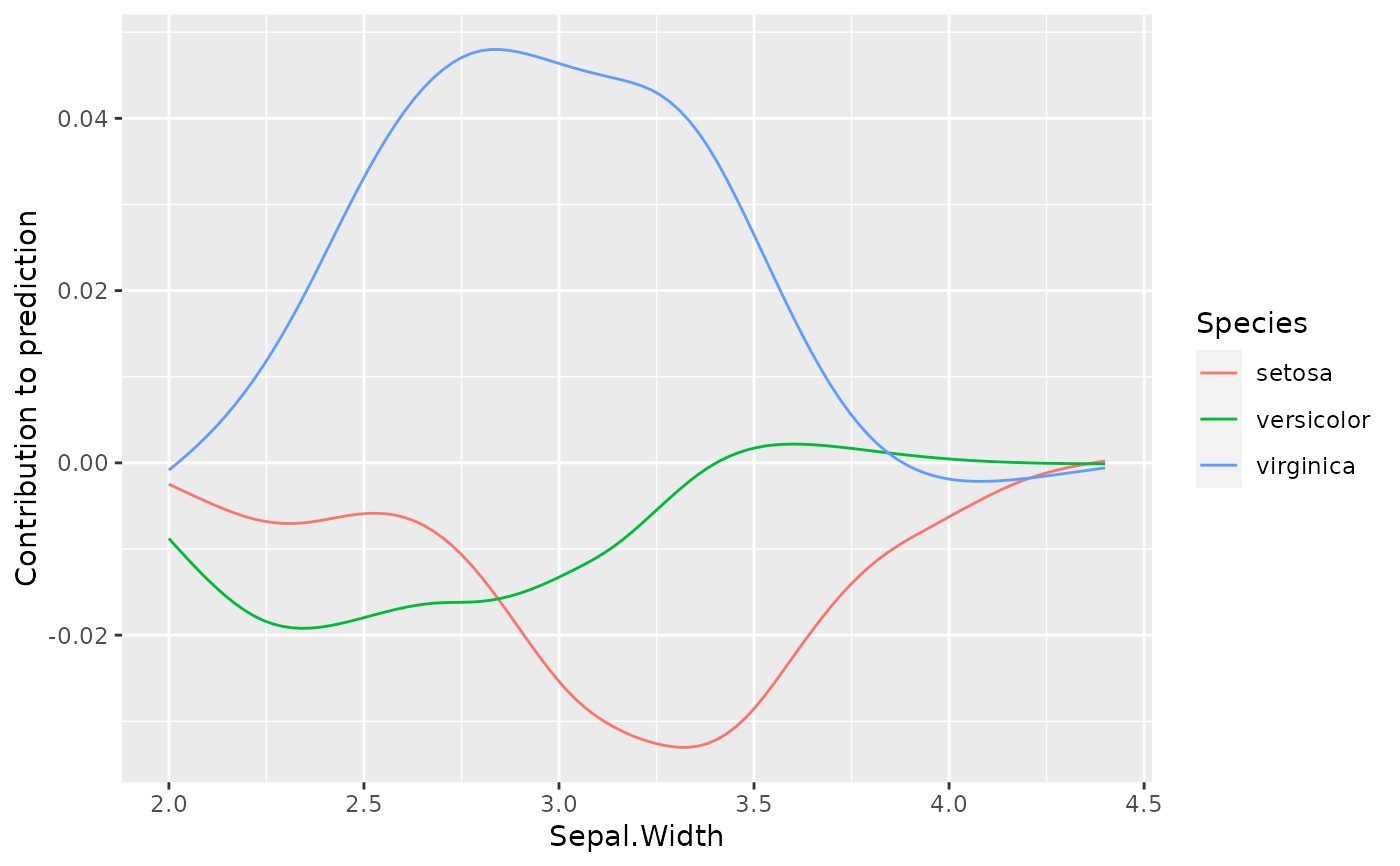 Contribution to prediction
0.04
0.02
0.00
-0.02
2.0 2.5 3.0 3.5 4.0 4.5
Sepal.Width
Species
setosa
versicolor
virginica